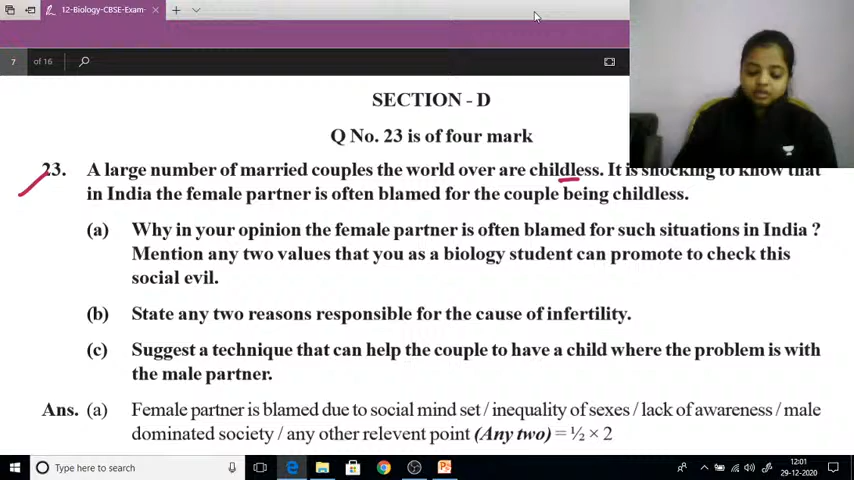 12-Biology-CBSE-Exam-
7 of 16
SECTION - D
Q No. 23 is of four mark
23. A large number of married couples the world over are childless. It is shocking to know that
in India the female partner is often blamed for the couple being childless.
(a) Why in your opinion the female partner is often blamed for such situations in India ?
Mention any two values that you as a biology student can promote to check this
social evil.
(b) State any two reasons responsible for the cause of infertility.
(c) Suggest a technique that can help the couple to have a child where the problem is with
the male partner.
Ans. (a) Female partner is blamed due to social mind set / inequality of sexes / lack of awareness / male
dominated society / any other relevent point (Any two) = ½ × 2
Type here to search
12:01
29-12-2020